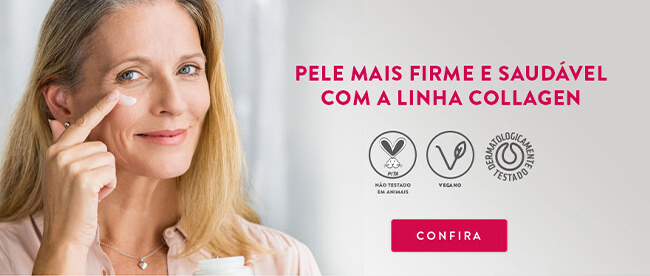 PELE MAIS FIRME E SAUDÁVEL
COM A LINHA COLLAGEN
PETA
NÃO TESTADO
EM ANIMAIS
VEGANO
DERMATOLOGICAMENTE
TESTADO
CONFIRA